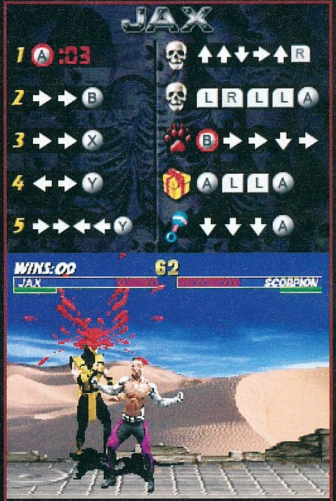 JAX
1 A :03
R
2 B
L R L L A
3 X
B
4 Y
A L L A
5 Y
A
WINS:00 62
JAX SCORPION